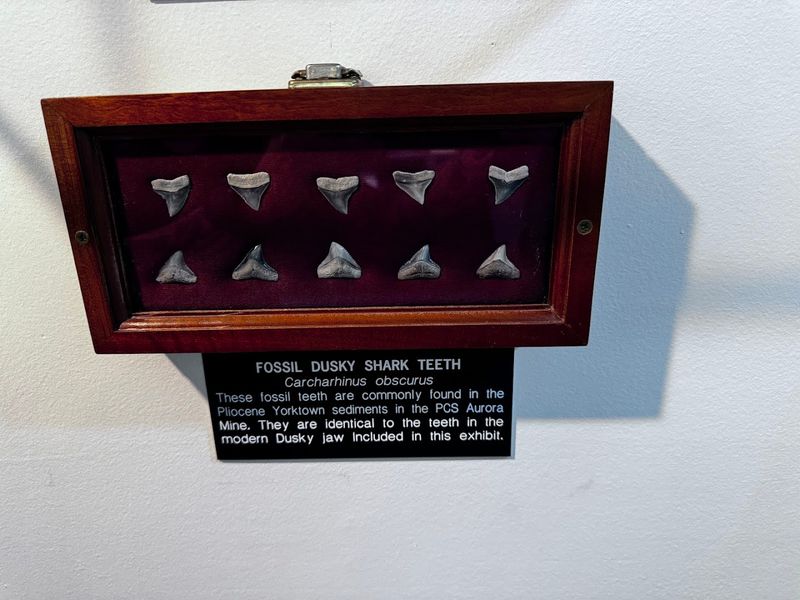 FOSSIL DUSKY SHARK TEETH
Carcharhinus obscurus
These fossil teeth are commonly found in the
Pliocene Yorktown sediments in the PCS Aurora
Mine. They are identical to the teeth in the
modern Dusky jaw Included in this exhibit.